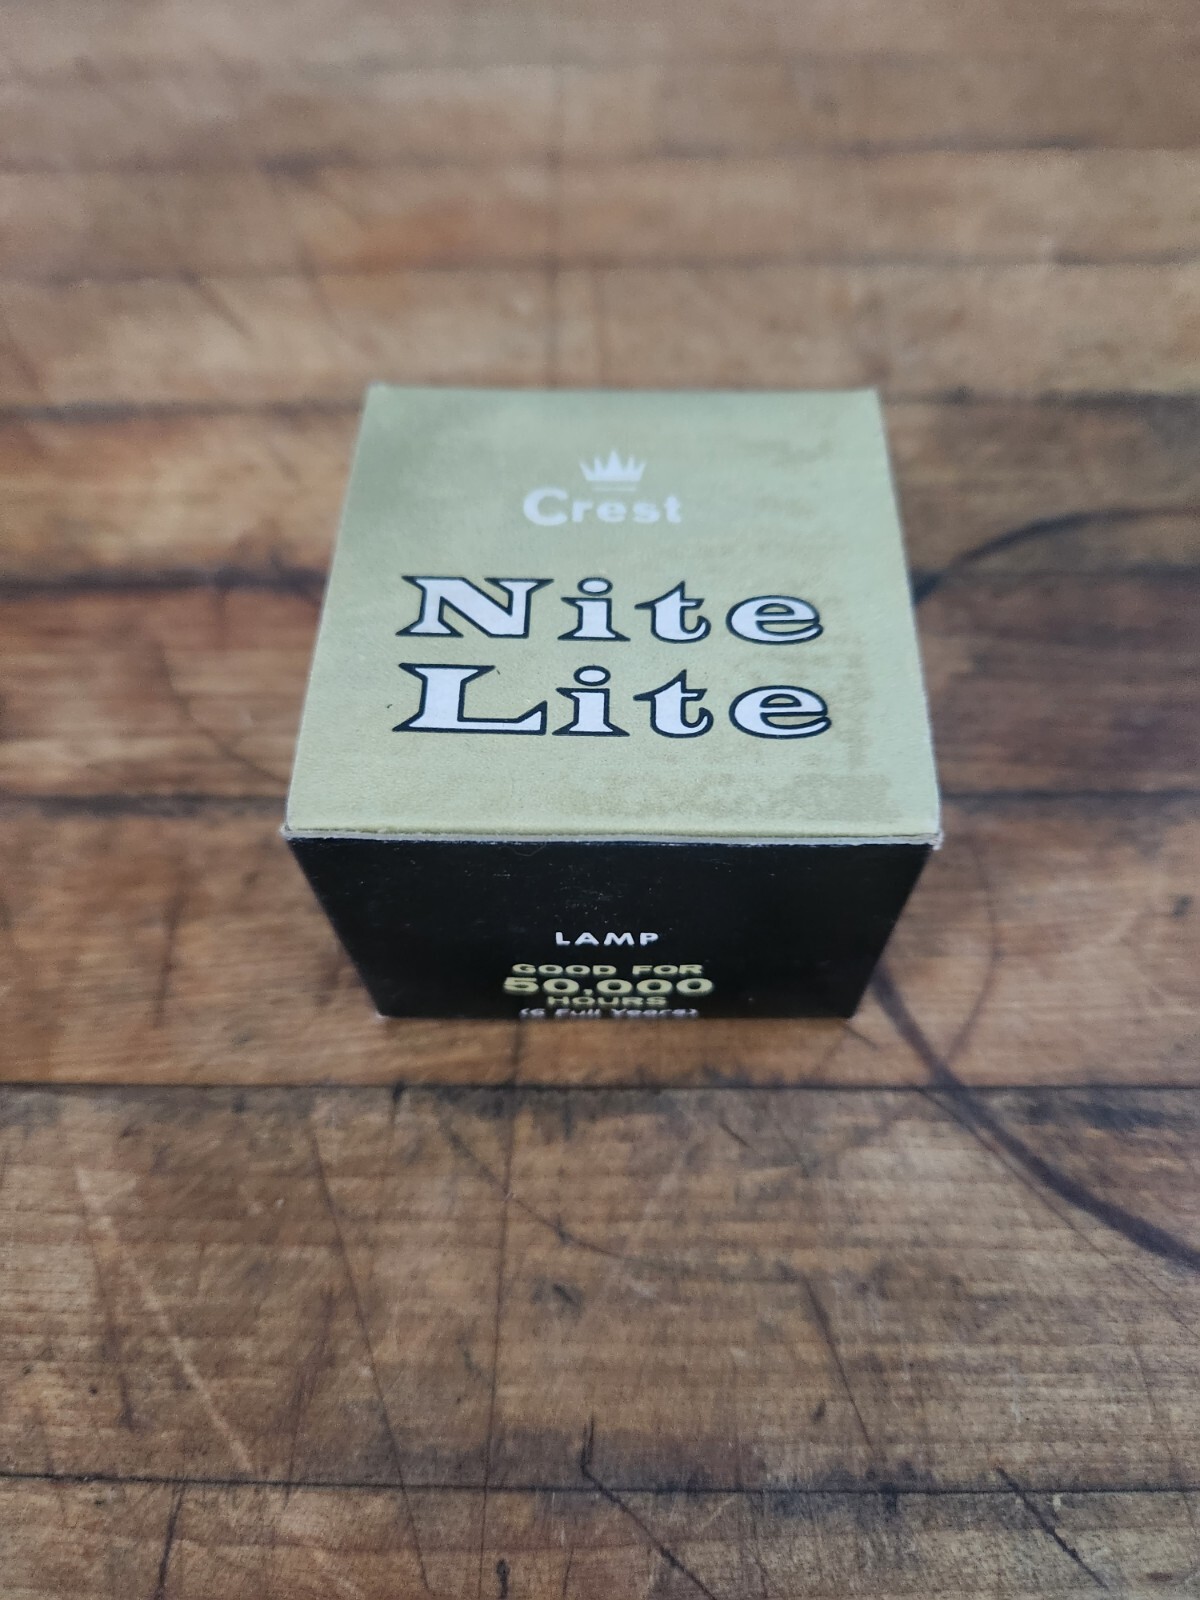 Crest
Nite
Lite
LAMP
GOOD FOR
50,000
HOURS
(6 Full Years)